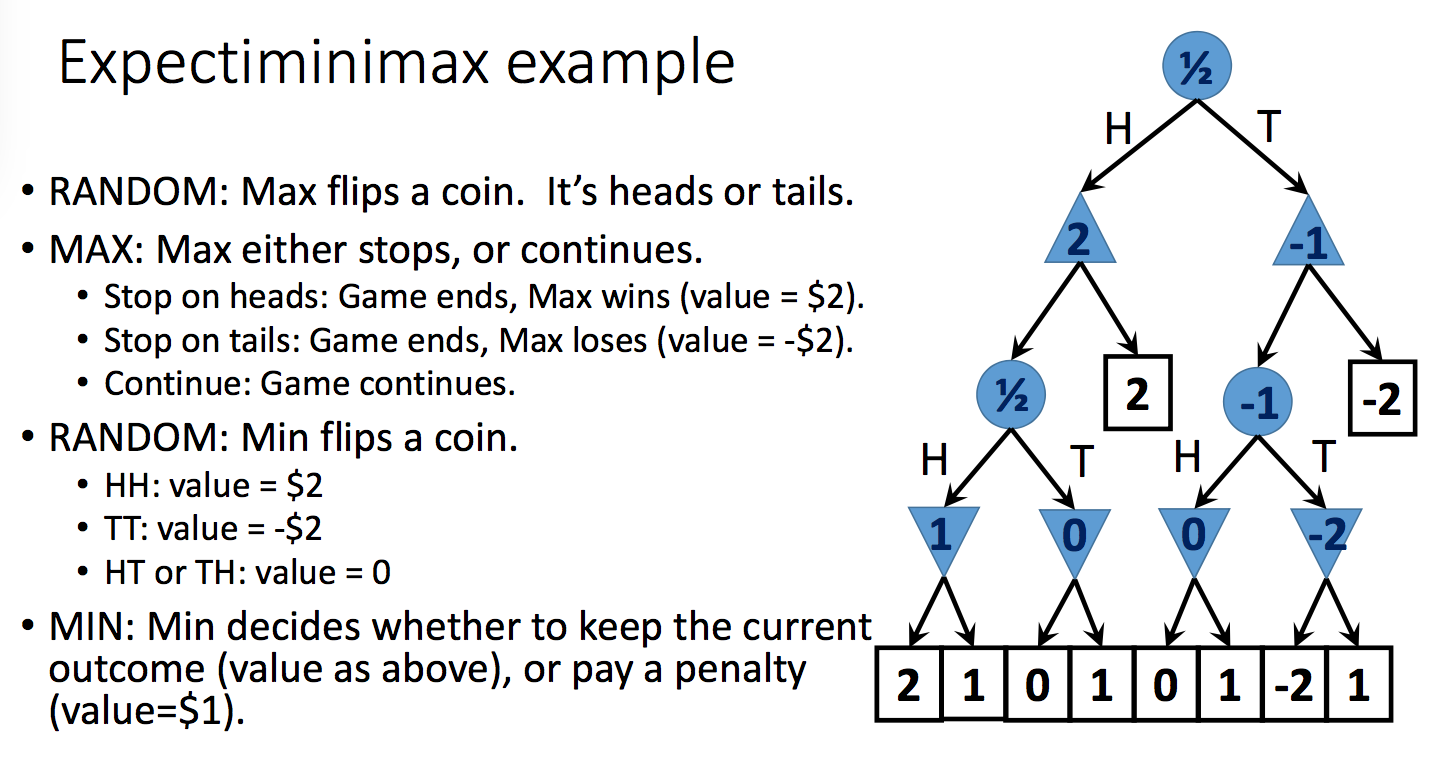 Expectiminimax example
• RANDOM: Max flips a coin.  It’s heads or tails.
• MAX: Max either stops, or continues.
• Stop on heads: Game ends, Max wins (value = $2).
• Stop on tails: Game ends, Max loses (value = -$2).
• Continue: Game continues.
• RANDOM: Min flips a coin.
• HH: value = $2
• TT: value = -$2
• HT or TH: value = 0
• MIN: Min decides whether to keep the current
outcome (value as above), or pay a penalty
(value=$1).
½
H T
2 -1
½ 2 -1 -2
H T H T
1 0 0 -2
2 1 0 1 0 1 -2 1